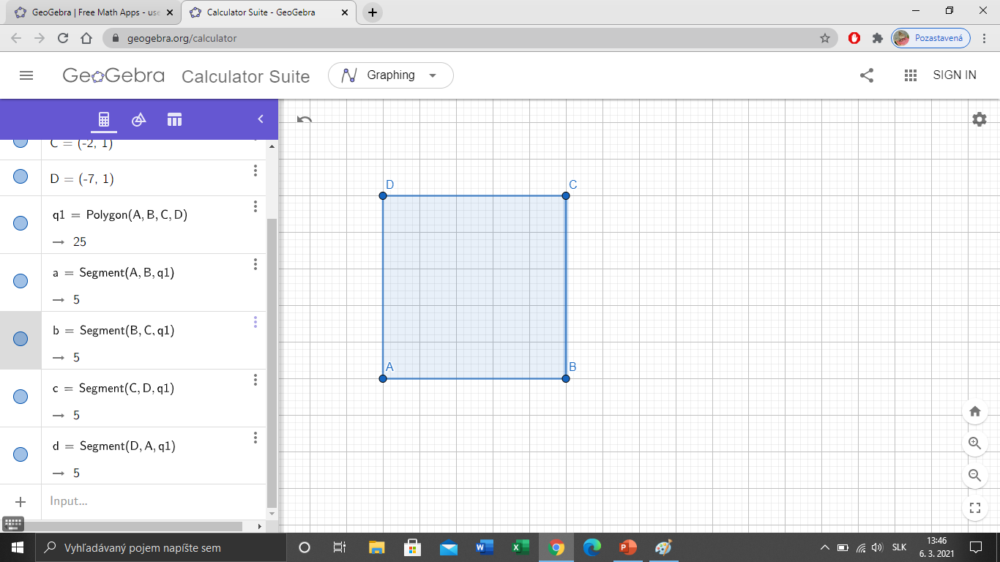 GeoGebra | Free Math Apps - use
Calculator Suite - GeoGebra
geogebra.org/calculator
Pozastavená
GeoGebra Calculator Suite
Graphing
SIGN IN
C = (-2, 1)
D = (-7, 1)
q1 = Polygon(A, B, C, D)
→ 25
a = Segment(A, B, q1)
→ 5
b = Segment(B, C, q1)
→ 5
c = Segment(C, D, q1)
→ 5
d = Segment(D, A, q1)
→ 5
Input...
D
C
A
B
Vyhľadávaný pojem napíšte sem
SLK
13:46
6. 3. 2021